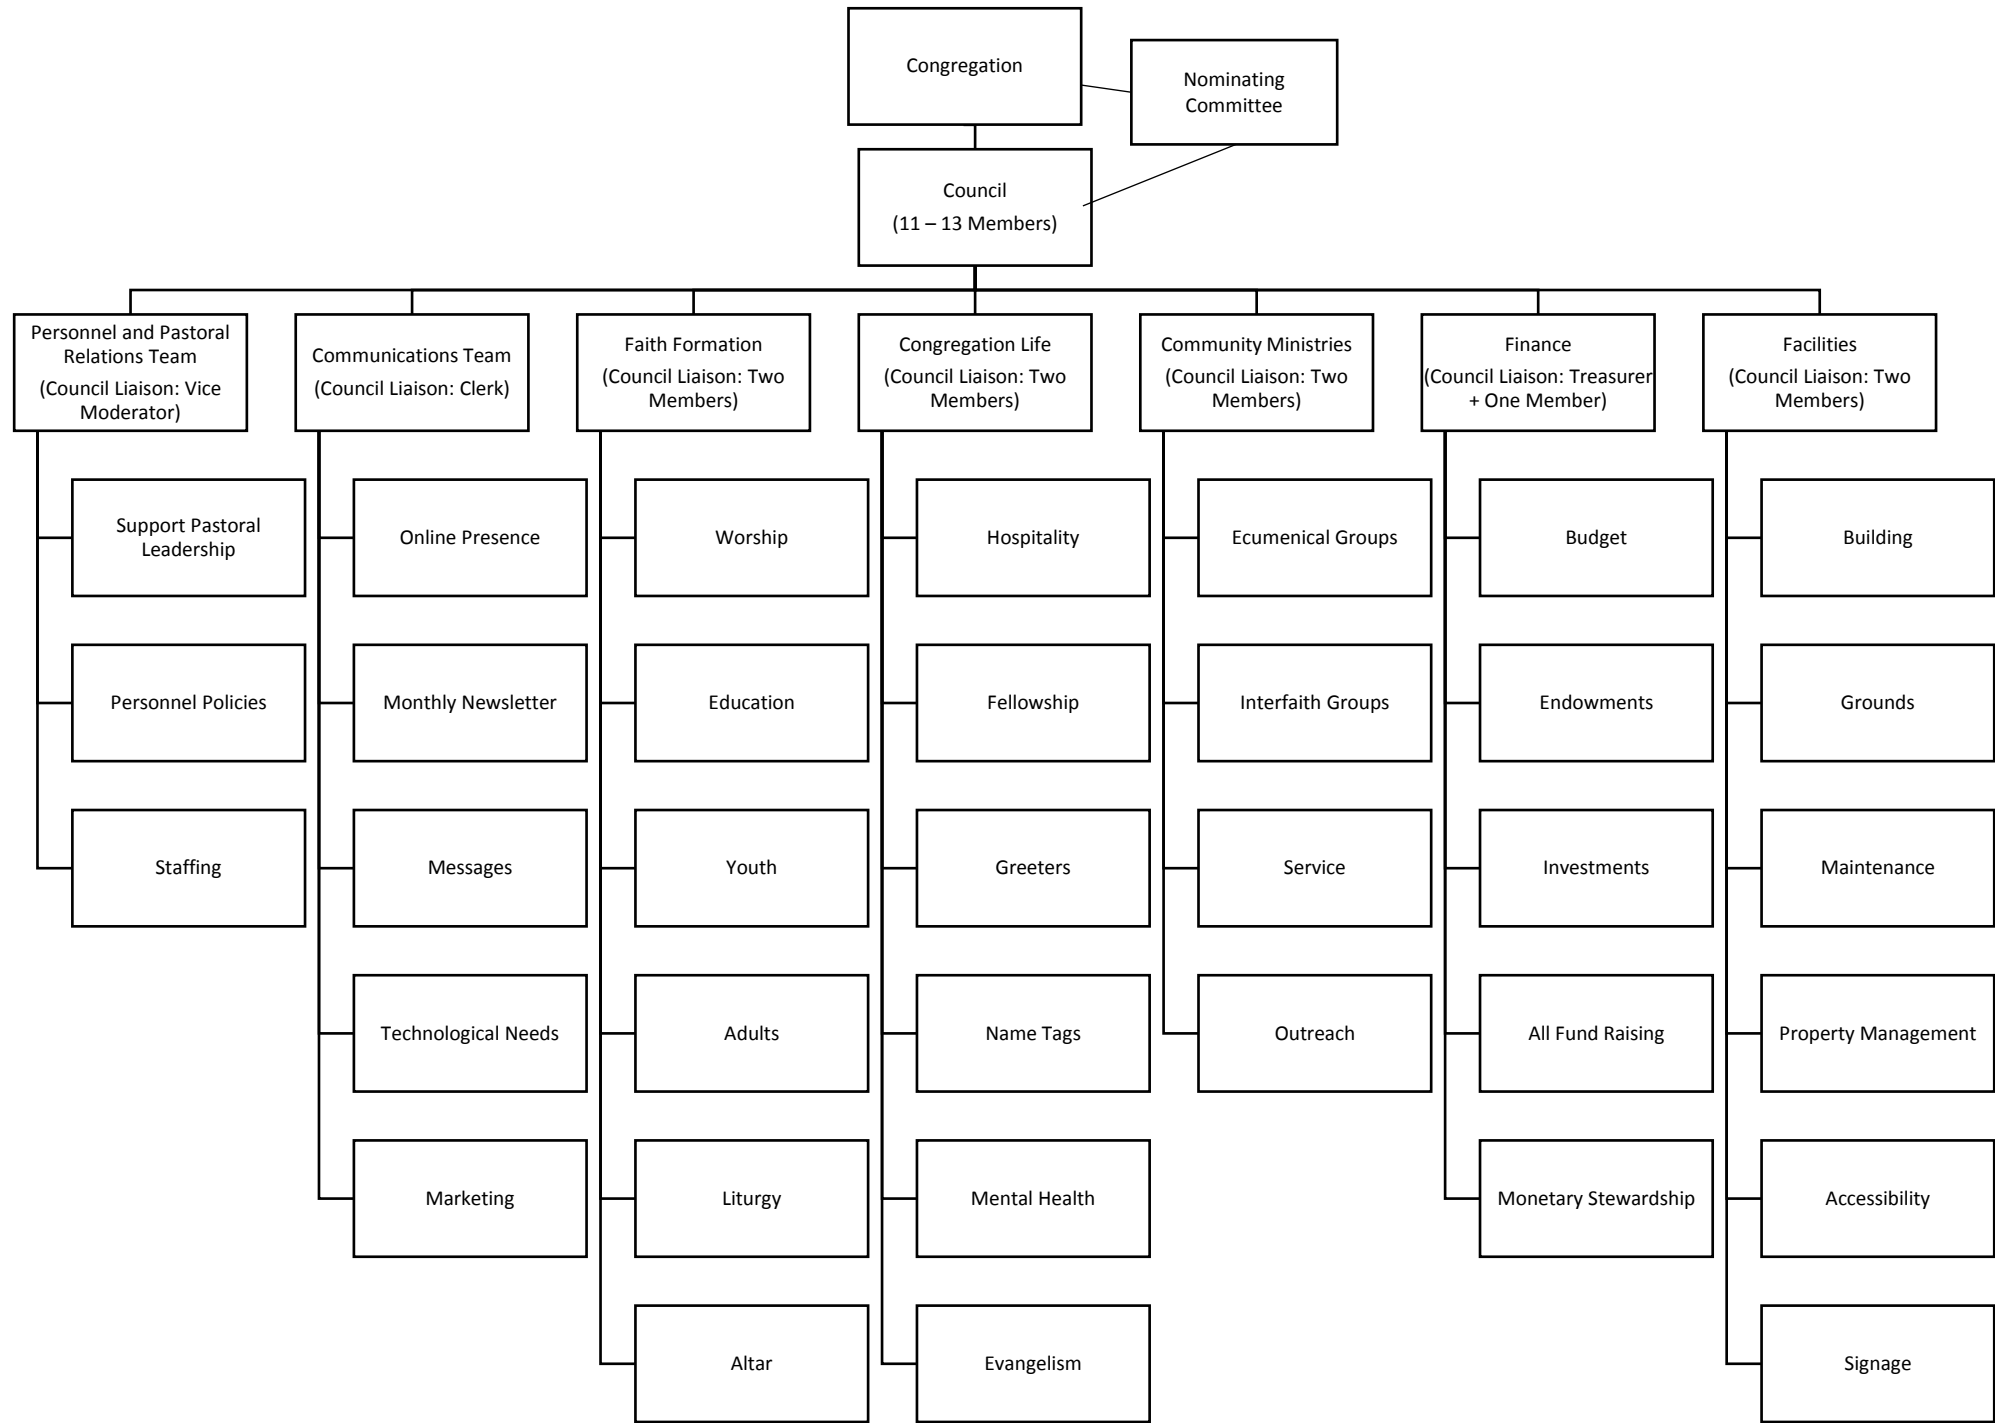 Congregation
Nominating
Committee
Council
(11 – 13 Members)
Personnel and Pastoral
Relations Team
(Council Liaison: Vice
Moderator)
Communications Team
(Council Liaison: Clerk)
Faith Formation
(Council Liaison: Two
Members)
Congregation Life
(Council Liaison: Two
Members)
Community Ministries
(Council Liaison: Two
Members)
Finance
(Council Liaison: Treasurer
+ One Member)
Facilities
(Council Liaison: Two
Members)
Support Pastoral
Leadership
Online Presence
Worship
Hospitality
Ecumenical Groups
Budget
Building
Personnel Policies
Monthly Newsletter
Education
Fellowship
Interfaith Groups
Endowments
Grounds
Staffing
Messages
Youth
Greeters
Service
Investments
Maintenance
Technological Needs
Adults
Name Tags
Outreach
All Fund Raising
Property Management
Marketing
Liturgy
Mental Health
Monetary Stewardship
Accessibility
Altar
Evangelism
Signage